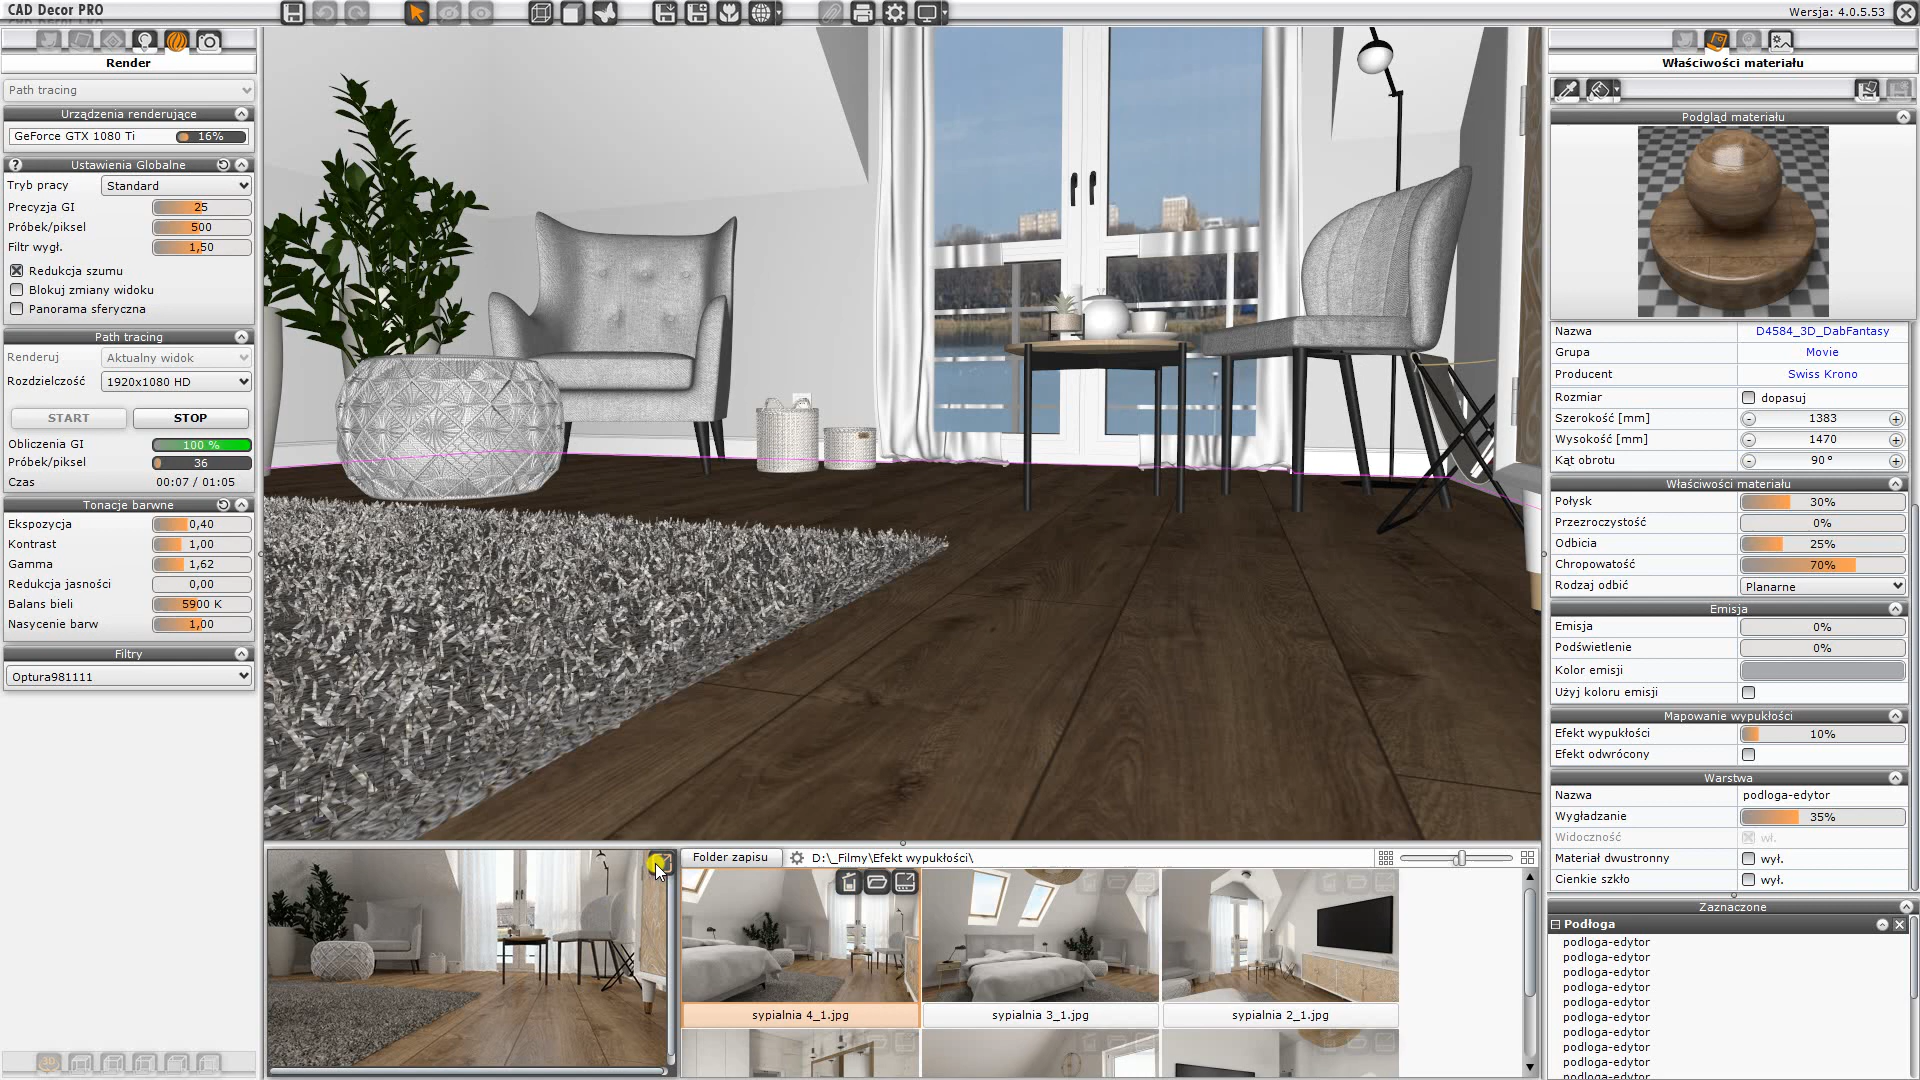 CAD Decor PRO
Wersja: 4.0.5.53
Render
Path tracing
Urządzenia renderujące
GeForce GTX 1080 Ti 16%
? Ustawienia Globalne
Tryb pracy Standard
Precyzja GI 25
Próbek/piksel 500
Filtr wygł. 1,50
Redukcja szumu
Blokuj zmiany widoku
Panorama sferyczna
Path tracing
Renderuj Aktualny widok
Rozdzielczość 1920x1080 HD
START STOP
Obliczenia GI 100 %
Próbek/piksel 36
Czas 00:07 / 01:05
Tonacje barwne
Ekspozycja 0,40
Kontrast 1,00
Gamma 1,62
Redukcja jasności 0,00
Balans bieli 5900 K
Nasycenie barw 1,00
Filtry
Optura981111
3D
Folder zapisu D:\_Filmy\Efekt wypukłości\
sypialnia 4_1.jpg
sypialnia 3_1.jpg
sypialnia 2_1.jpg
Właściwości materiału
Podgląd materiału
Nazwa D4584_3D_DabFantasy
Grupa Movie
Producent Swiss Krono
Rozmiar dopasuj
Szerokość [mm] 1383
Wysokość [mm] 1470
Kąt obrotu 90 °
Właściwości materiału
Połysk 30%
Przezroczystość 0%
Odbicia 25%
Chropowatość 70%
Rodzaj odbić Planarne
Emisja
Emisja 0%
Podświetlenie 0%
Kolor emisji
Użyj koloru emisji
Mapowanie wypukłości
Efekt wypukłości 10%
Efekt odwrócony
Warstwa
Nazwa podloga-edytor
Wygładzanie 35%
Widoczność wł.
Materiał dwustronny wył.
Cienkie szkło wył.
Zaznaczone
Podłoga
podloga-edytor
podloga-edytor
podloga-edytor
podloga-edytor
podloga-edytor
podloga-edytor
podloga-edytor
podloga-edytor
podloga-edytor
podloga-edytor